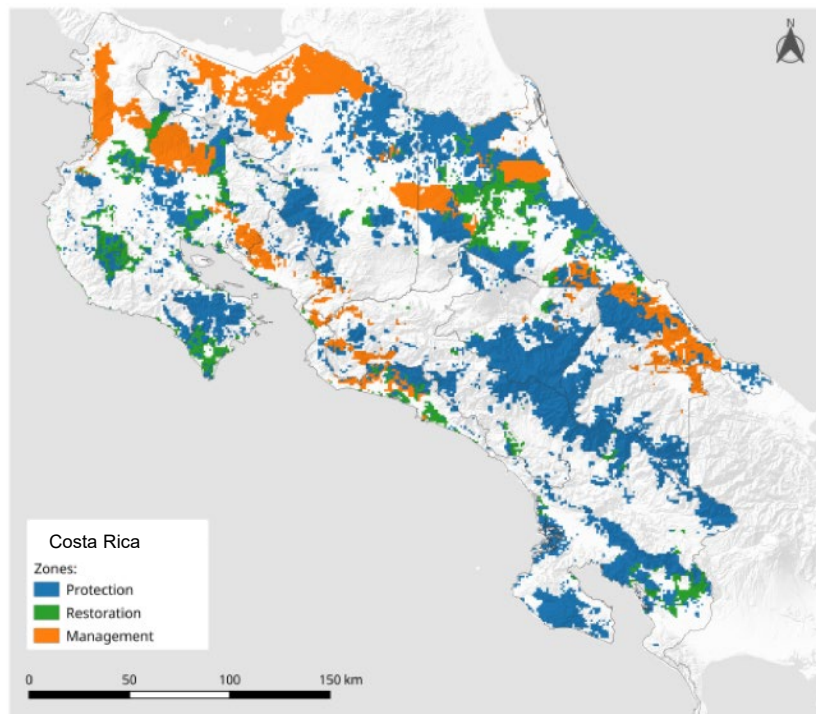 N
Costa Rica
Zones:
Protection
Restoration
Management
0 50 100 150 km